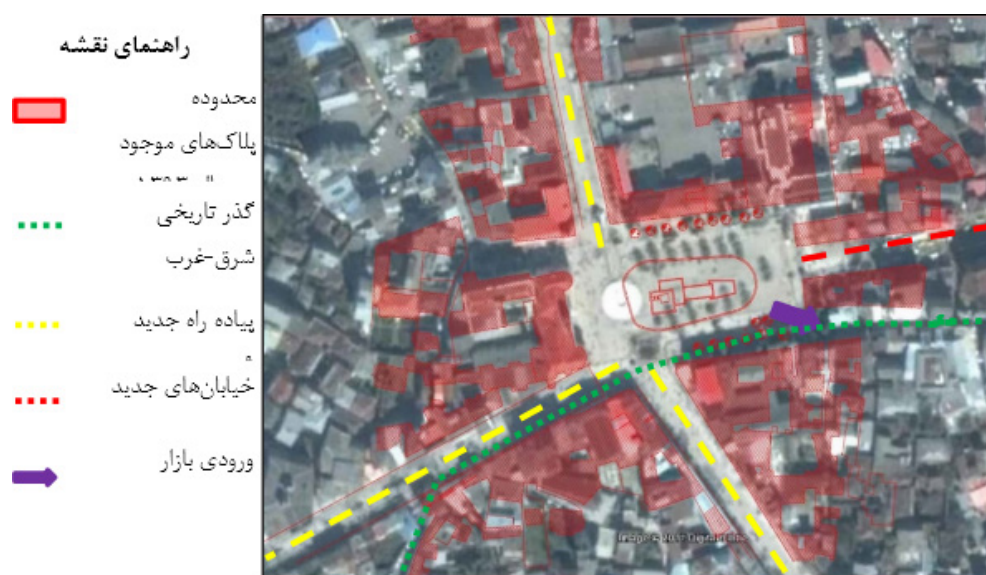 راهنمای نقشه
محدوده
پلاک‌های موجود
گذر تاریخی
شرق-غرب
پیاده راه جدید
خیابان‌های جدید
ورودی بازار